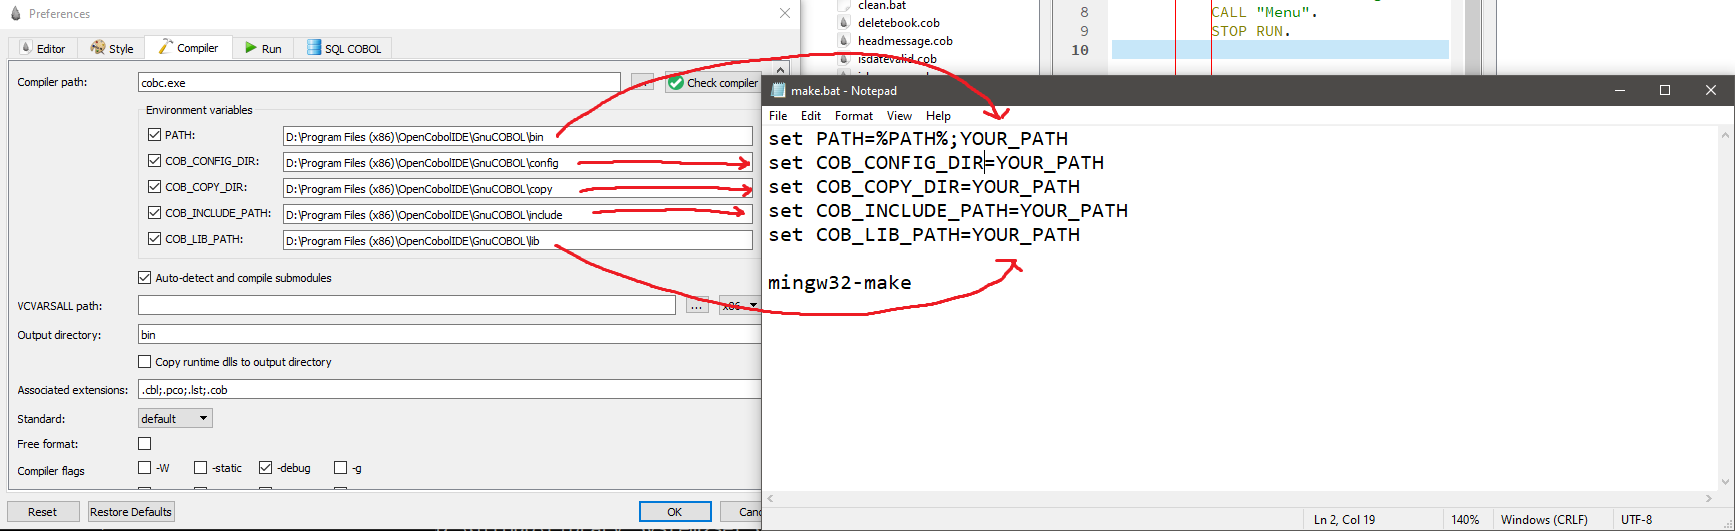 Preferences
Editor
Style
Compiler
Run
SQL COBOL
Compiler path:
cobc.exe
...
Check compiler
Environment variables
PATH:
D:\Program Files (x86)\OpenCobolIDE\GnuCOBOL\bin
COB_CONFIG_DIR:
D:\Program Files (x86)\OpenCobolIDE\GnuCOBOL\config
COB_COPY_DIR:
D:\Program Files (x86)\OpenCobolIDE\GnuCOBOL\copy
COB_INCLUDE_PATH:
D:\Program Files (x86)\OpenCobolIDE\GnuCOBOL\include
COB_LIB_PATH:
D:\Program Files (x86)\OpenCobolIDE\GnuCOBOL\lib
Auto-detect and compile submodules
VCVARSALL path:
...
x86
Output directory:
bin
Copy runtime dlls to output directory
Associated extensions:
.cbl;.pco;.lst;.cob
Standard:
default
Free format:
Compiler flags
-W
-static
-debug
-g
Reset
Restore Defaults
OK
Canc
clean.bat
deletebook.cob
headmessage.cob
isdatevalid.cob
8
CALL "Menu".
9
STOP RUN.
10
make.bat - Notepad
File
Edit
Format
View
Help
set PATH=%PATH%;YOUR_PATH
set COB_CONFIG_DIR=YOUR_PATH
set COB_COPY_DIR=YOUR_PATH
set COB_INCLUDE_PATH=YOUR_PATH
set COB_LIB_PATH=YOUR_PATH
mingw32-make
Ln 2, Col 19
140%
Windows (CRLF)
UTF-8